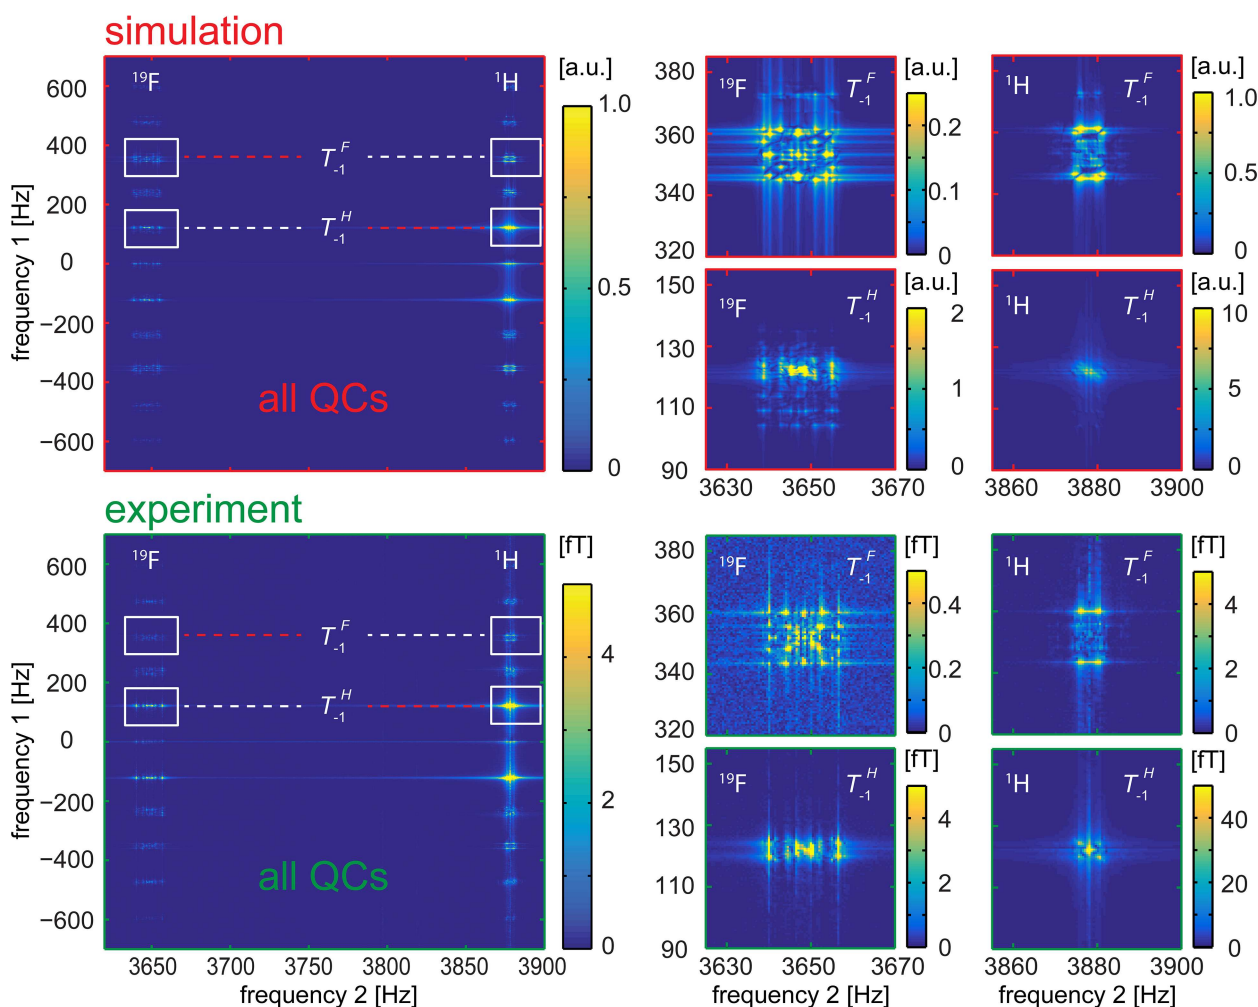 simulation
[a.u.]
600
400
200
0
−200
−400
−600
frequency 1 [Hz]
¹⁹F
¹H
T₋₁ᶠ
T₋₁ᴴ
all QCs
1.0
0.5
0
380
360
340
320
¹⁹F T₋₁ᶠ
[a.u.]
0.2
0.1
0
¹H T₋₁ᶠ
[a.u.]
1.0
0.5
0
150
130
110
90
¹⁹F T₋₁ᴴ
[a.u.]
2
1
0
3630 3650 3670
¹H T₋₁ᴴ
[a.u.]
10
5
0
3860 3880 3900
experiment
[fT]
600
400
200
0
−200
−400
−600
frequency 1 [Hz]
¹⁹F
¹H
T₋₁ᶠ
T₋₁ᴴ
all QCs
4
2
0
3650 3700 3750 3800 3850 3900
frequency 2 [Hz]
380
360
340
320
¹⁹F T₋₁ᶠ
[fT]
0.4
0.2
0
¹H T₋₁ᶠ
[fT]
4
2
0
150
130
110
90
¹⁹F T₋₁ᴴ
[fT]
4
2
0
3630 3650 3670
¹H T₋₁ᴴ
[fT]
40
20
0
3860 3880 3900
frequency 2 [Hz]